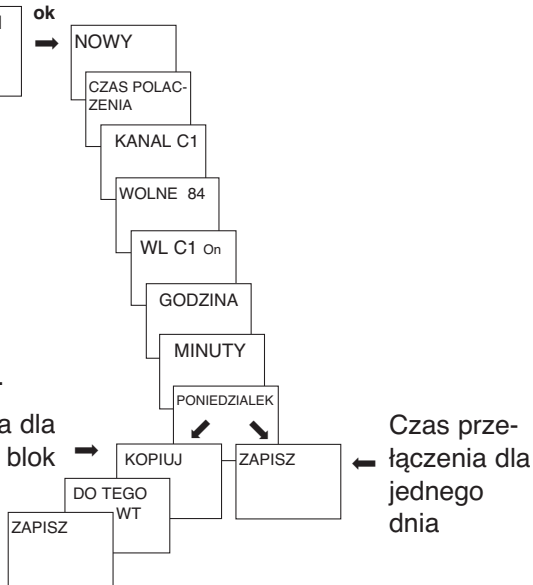 ok
NOWY
CZAS POLAC-
ZENIA
KANAL C1
WOLNE 84
WL C1 On
GODZINA
MINUTY
PONIEDZIALEK
dla
blok
KOPIUJ
ZAPISZ
DO TEGO
WT
ZAPISZ
Czas prze-
łączenia dla
jednego
dnia